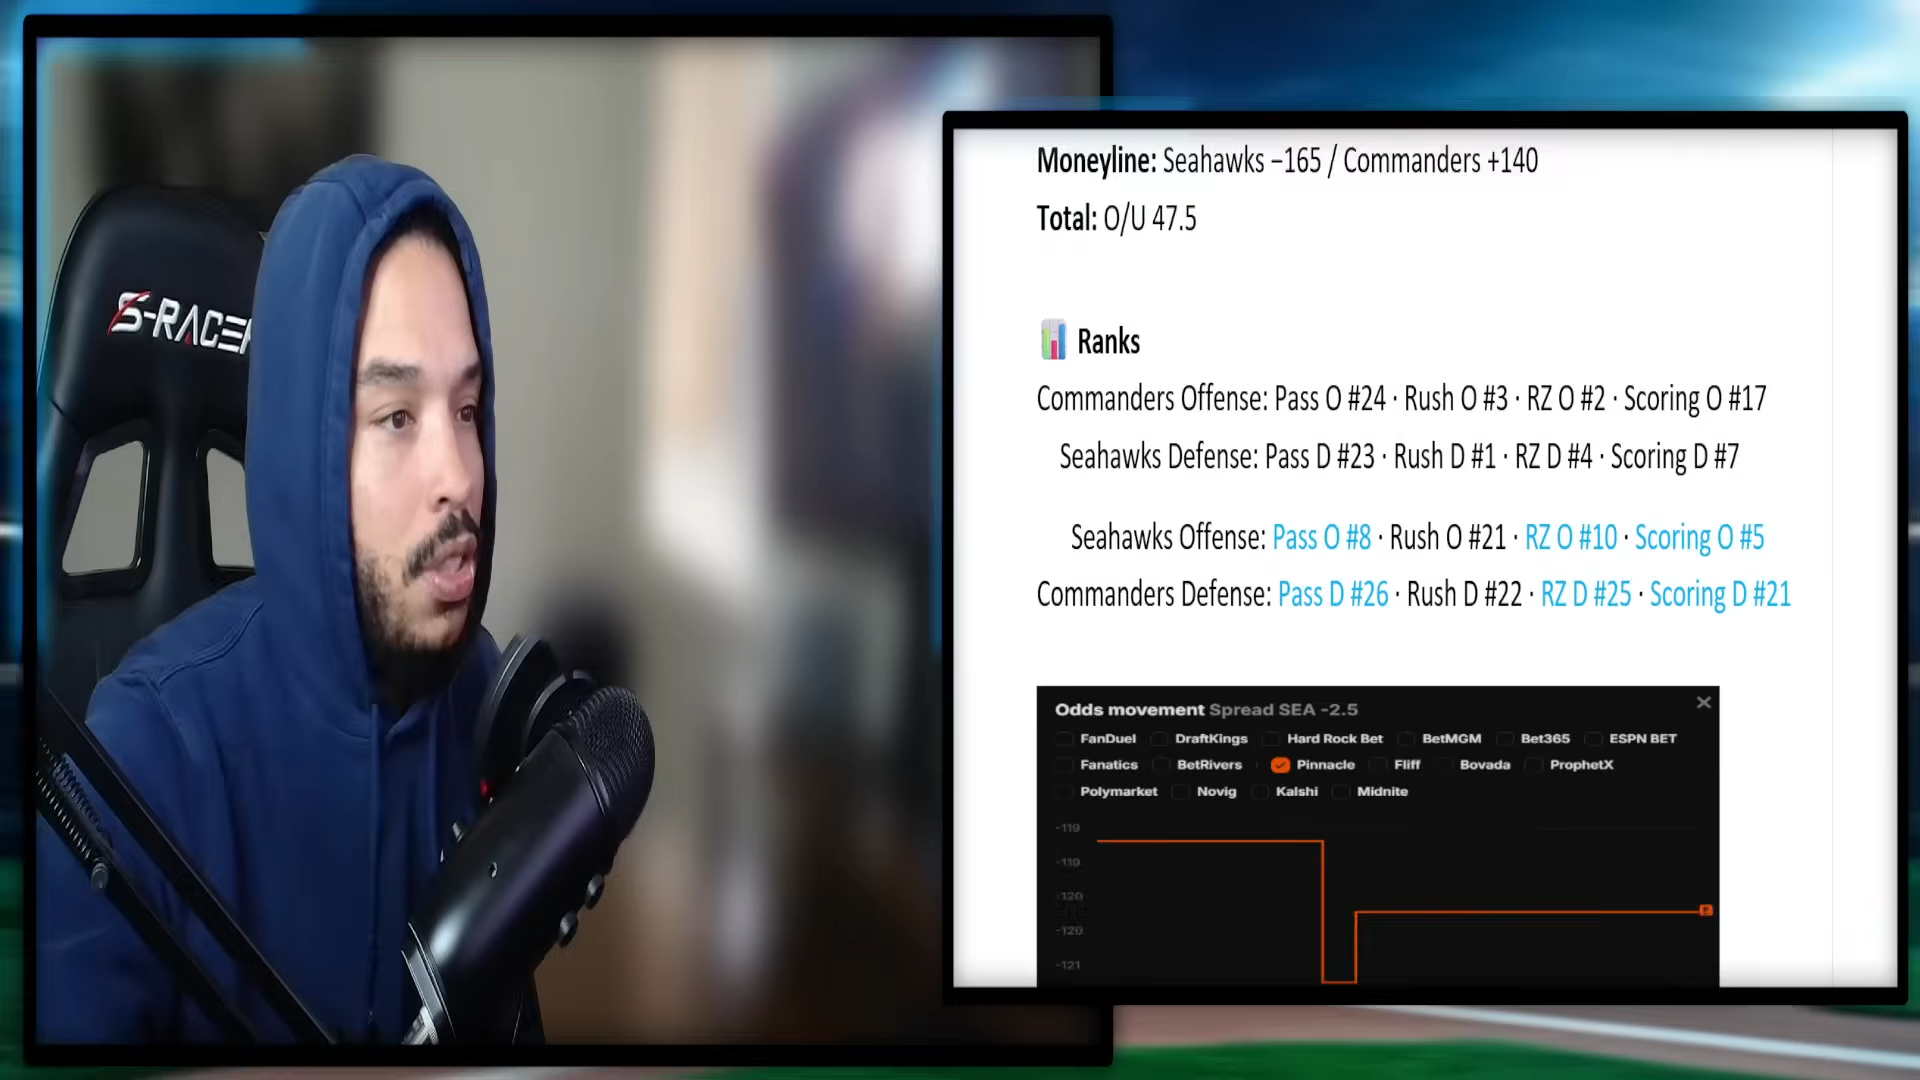 S-RACER
Moneyline: Seahawks –165 / Commanders +140
Total: O/U 47.5
Ranks
Commanders Offense: Pass O #24 · Rush O #3 · RZ O #2 · Scoring O #17
Seahawks Defense: Pass D #23 · Rush D #1 · RZ D #4 · Scoring D #7
Seahawks Offense: Pass O #8 · Rush O #21 · RZ O #10 · Scoring O #5
Commanders Defense: Pass D #26 · Rush D #22 · RZ D #25 · Scoring D #21
Odds movement Spread SEA -2.5
FanDuel DraftKings Hard Rock Bet BetMGM Bet365 ESPN BET
Fanatics BetRivers Pinnacle Fliff Bovada ProphetX
Polymarket Novig Kalshi Midnite
-119
-119
-120
-120
-121